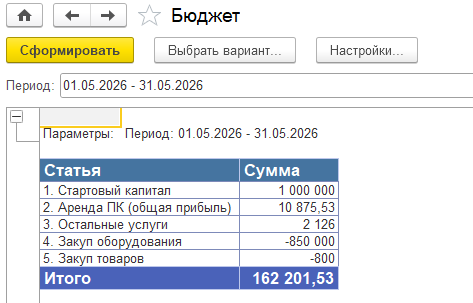 Бюджет
Сформировать Выбрать вариант... Настройки...
Период: 01.05.2026 - 31.05.2026
Параметры: Период: 01.05.2026 - 31.05.2026
Статья Сумма
1. Стартовый капитал 1 000 000
2. Аренда ПК (общая прибыль) 10 875,53
3. Остальные услуги 2 126
4. Закуп оборудования -850 000
5. Закуп товаров -800
Итого 162 201,53